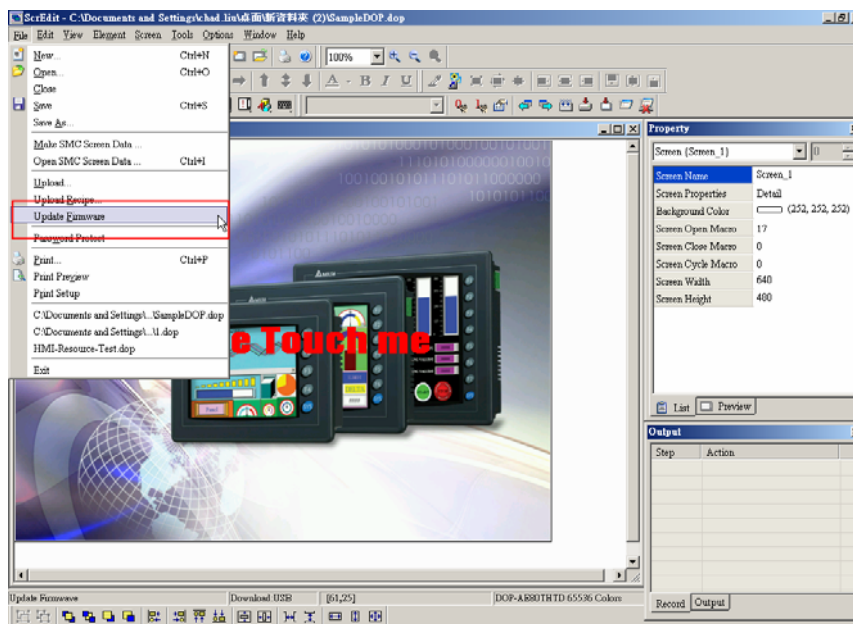 ScrEdit - C:\Documents and Settings\chad.liu\桌面\新資料夾 (2)\SampleDOP.dop
File Edit View Element Screen Tools Options Window Help
New... Ctrl+N
Open... Ctrl+O
Close
Save Ctrl+S
Save As...
Make SMC Screen Data ...
Open SMC Screen Data ... Ctrl+I
Upload...
Upload Recipe...
Update Firmware
Password Protect
Print... Ctrl+P
Print Preview
Print Setup
C:\Documents and Settings\...\SampleDOP.dop
C:\Documents and Settings\...\1.dop
HMI-Resource-Test.dop
Exit
100%
A B I U
e Touch me
Property
Screen {Screen_1} 0
Screen Name Screen_1
Screen Properties Detail
Background Color (252, 252, 252)
Screen Open Macro 17
Screen Close Macro 0
Screen Cycle Macro 0
Screen Width 640
Screen Height 480
List Preview
Output
Step Action
Record Output
Update Firmware Download USB [61,25] DOP-AE80THTD 65536 Colors